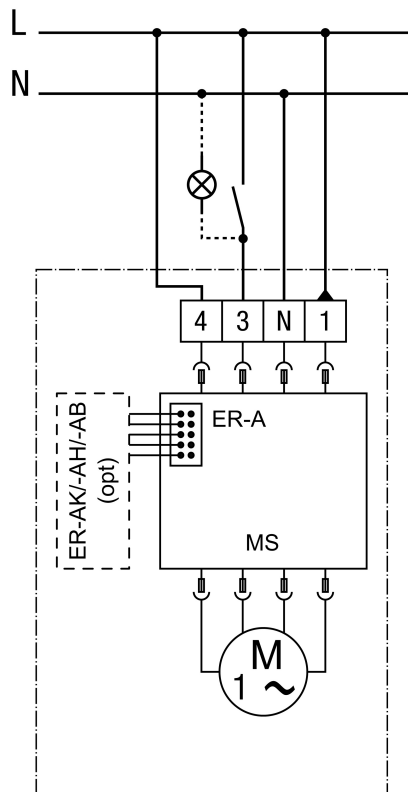 L
N
4 3 N 1
ER-A
ER-AK/-AH/-AB
(opt)
MS
M
1 ~